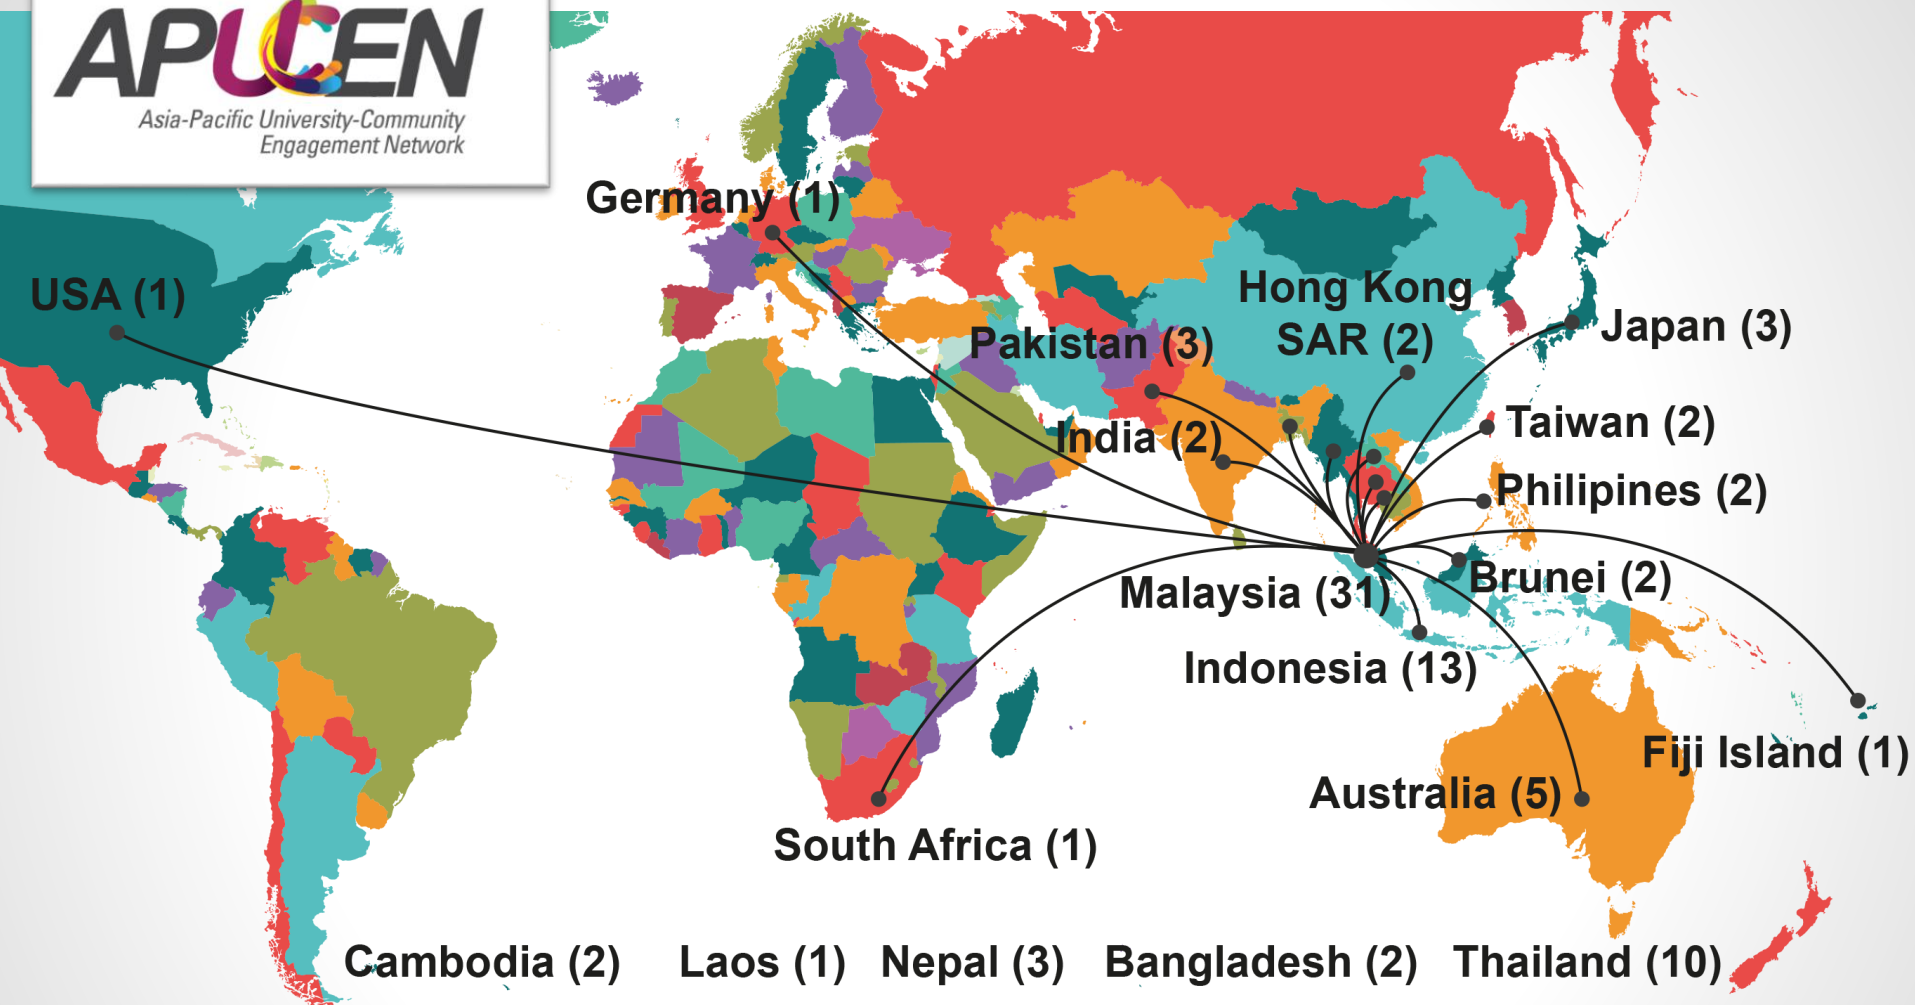 APUCEN
Asia-Pacific University-Community
Engagement Network
Germany (1)
USA (1)
Hong Kong
SAR (2)
Japan (3)
Pakistan (3)
Taiwan (2)
India (2)
Philipines (2)
Malaysia (31)
Brunei (2)
Indonesia (13)
Fiji Island (1)
Australia (5)
South Africa (1)
Cambodia (2) Laos (1) Nepal (3) Bangladesh (2) Thailand (10)